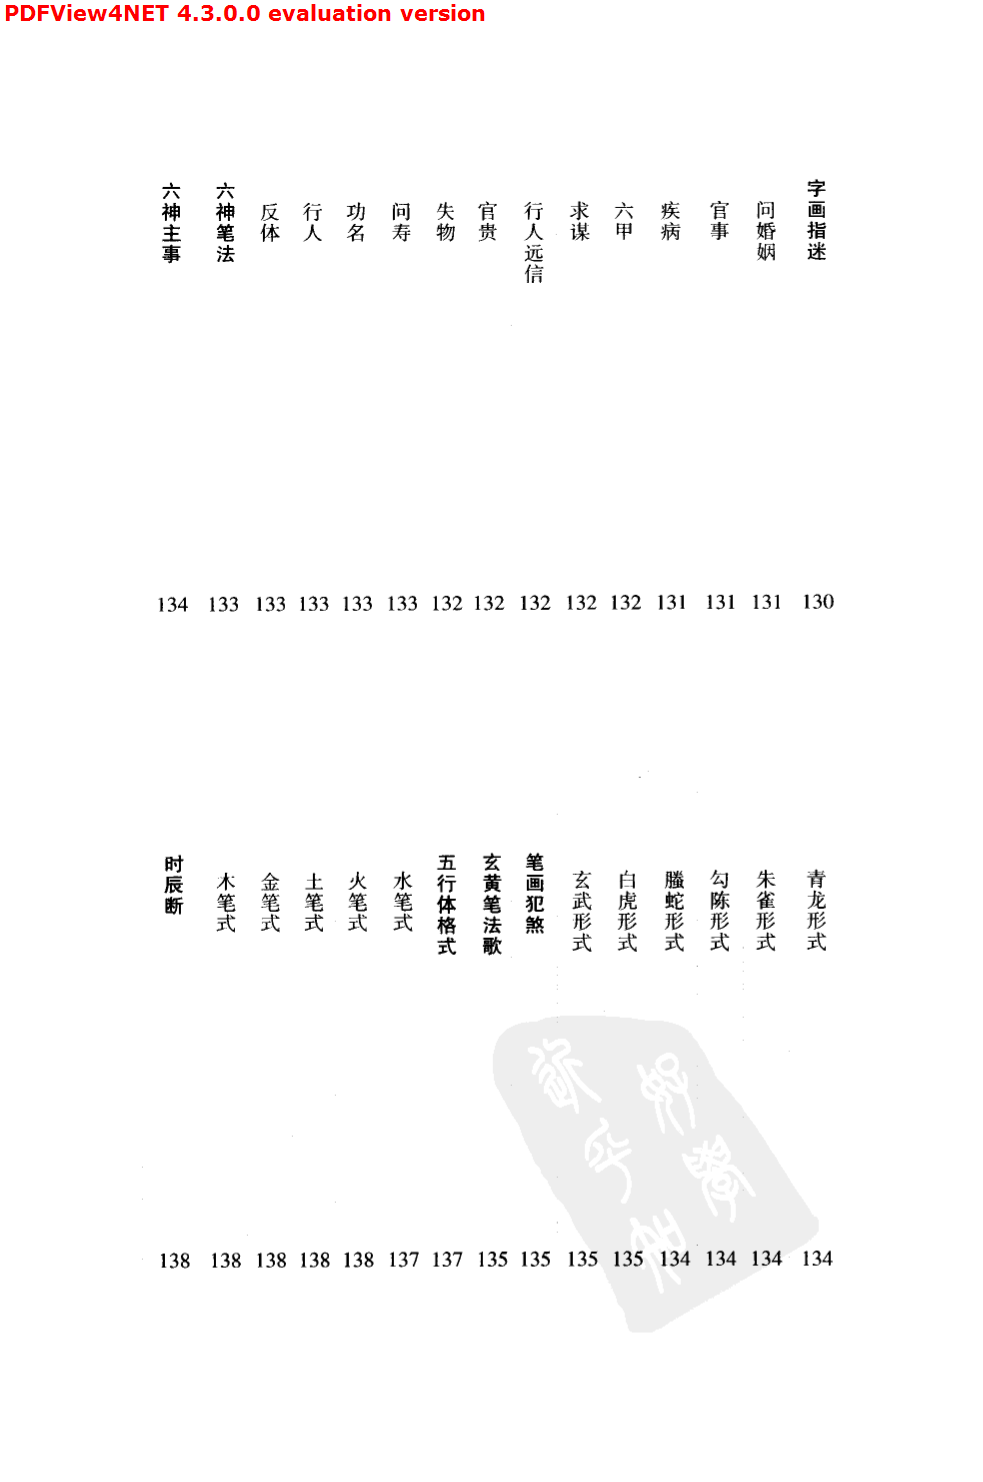 PDFView4NET 4.3.0.0 evaluation version
字画指迷 130
问婚姻 131
官事 131
疾病 131
六甲 132
求谋 132
行人远信 132
官贵 132
失物 132
问寿 133
功名 133
行人 133
反体 133
六神笔法 133
六神主事 134
青龙形式 134
朱雀形式 134
勾陈形式 134
螣蛇形式 134
白虎形式 135
玄武形式 135
笔画犯煞 135
玄黄笔法歌 135
五行体格式 137
水笔式 137
火笔式 138
土笔式 138
金笔式 138
木笔式 138
时辰断 138